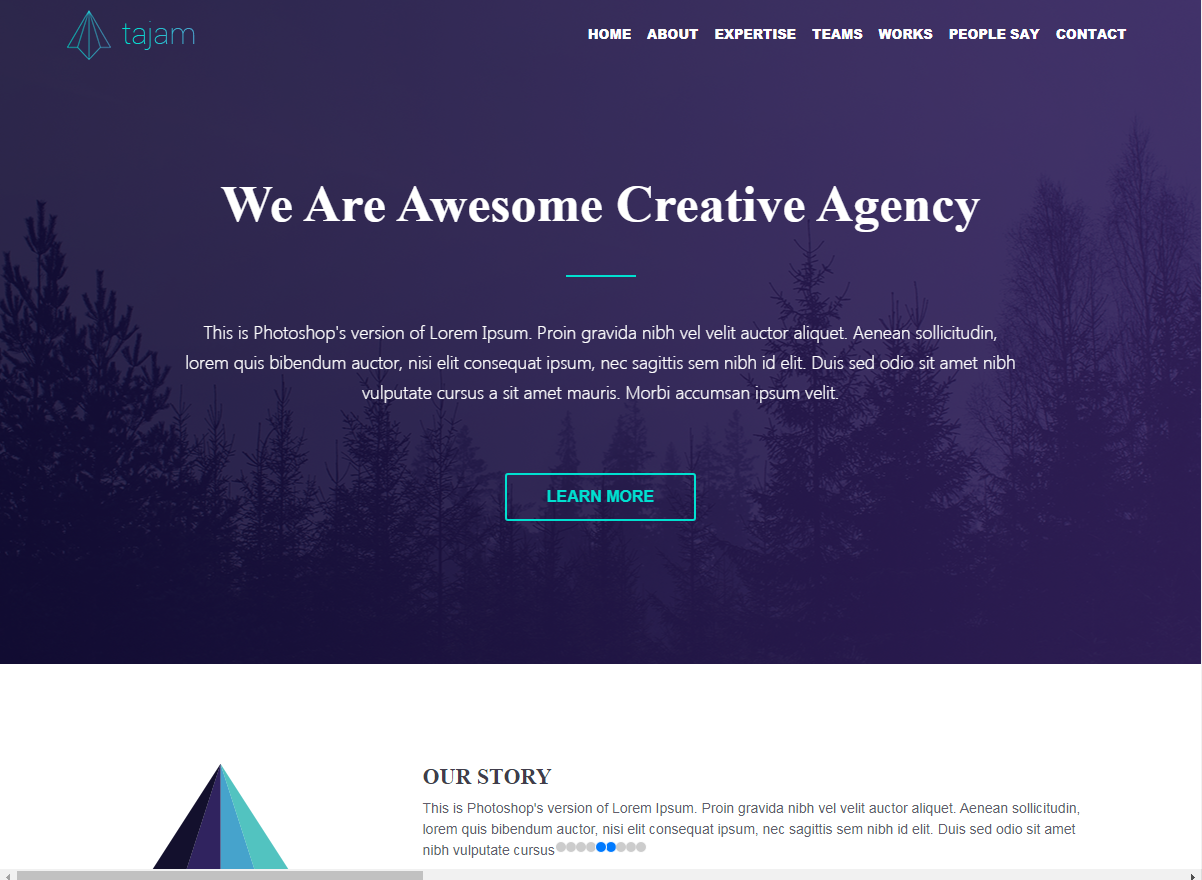 tajam
HOME ABOUT EXPERTISE TEAMS WORKS PEOPLE SAY CONTACT
We Are Awesome Creative Agency
This is Photoshop's version of Lorem Ipsum. Proin gravida nibh vel velit auctor aliquet. Aenean sollicitudin,
lorem quis bibendum auctor, nisi elit consequat ipsum, nec sagittis sem nibh id elit. Duis sed odio sit amet nibh
vulputate cursus a sit amet mauris. Morbi accumsan ipsum velit.
LEARN MORE
OUR STORY
This is Photoshop's version of Lorem Ipsum. Proin gravida nibh vel velit auctor aliquet. Aenean sollicitudin,
lorem quis bibendum auctor, nisi elit consequat ipsum, nec sagittis sem nibh id elit. Duis sed odio sit amet
nibh vulputate cursus